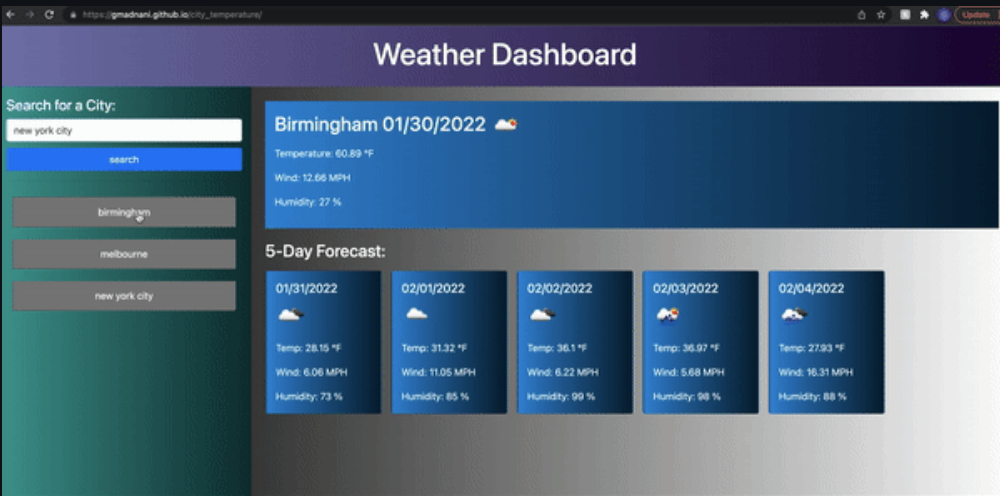 https://gmadnani.github.io/city_temperature/
Update
Weather Dashboard
Search for a City:
new york city
search
birmingham
melbourne
new york city
Birmingham 01/30/2022
Temperature: 60.89 °F
Wind: 12.66 MPH
Humidity: 27 %
5-Day Forecast:
01/31/2022
Temp: 28.15 °F
Wind: 6.06 MPH
Humidity: 73 %
02/01/2022
Temp: 31.32 °F
Wind: 11.05 MPH
Humidity: 85 %
02/02/2022
Temp: 36.1 °F
Wind: 6.22 MPH
Humidity: 99 %
02/03/2022
Temp: 36.97 °F
Wind: 5.68 MPH
Humidity: 98 %
02/04/2022
Temp: 27.93 °F
Wind: 16.31 MPH
Humidity: 88 %